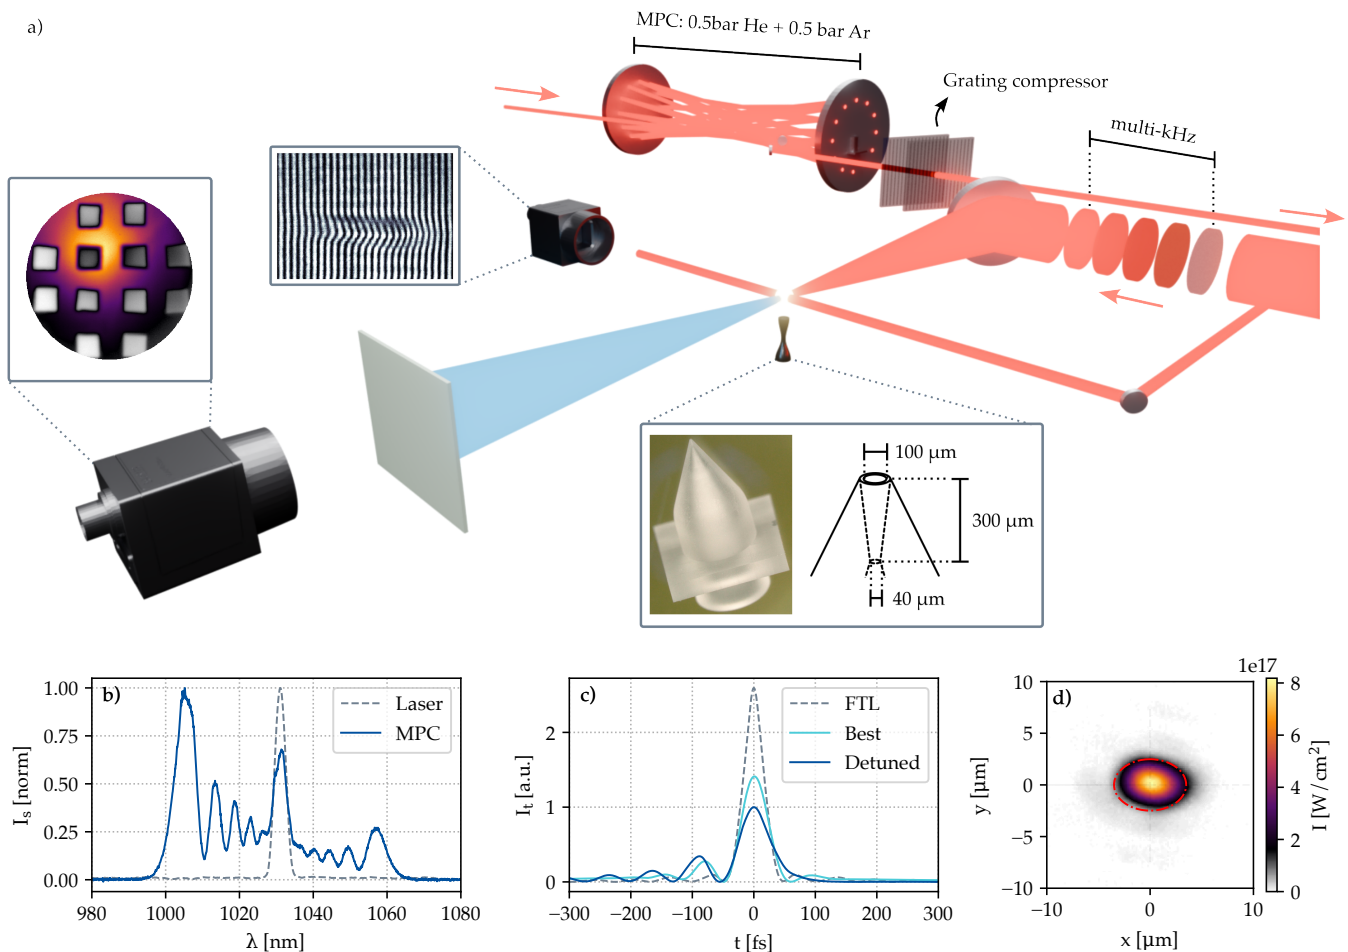 a)
MPC: 0.5bar He + 0.5 bar Ar
Grating compressor
multi-kHz
100 µm
300 µm
40 µm
b)
Laser
MPC
1.00
0.75
0.50
0.25
0.00
I_s [norm]
980 1000 1020 1040 1060 1080
λ [nm]
c)
FTL
Best
Detuned
2
1
0
I_t [a.u.]
−300 −200 −100 0 100 200 300
t [fs]
d)
10
5
0
−5
−10
y [µm]
−10 0 10
x [µm]
1e17
8
6
4
2
0
I [W/cm²]